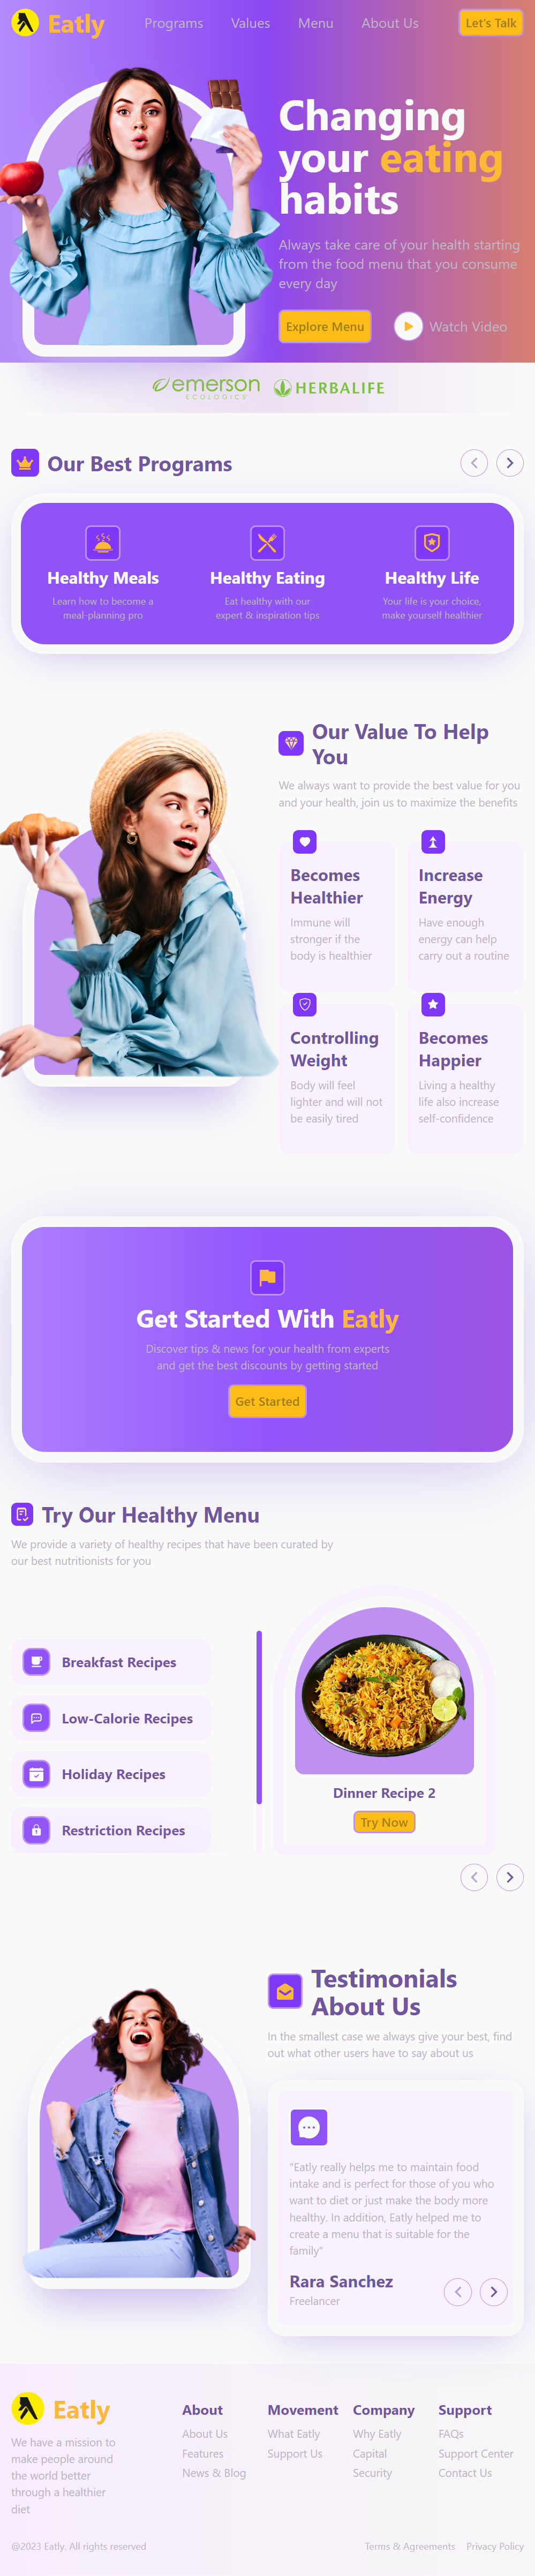 Eatly
Programs Values Menu About Us
Let's Talk
Changing
your eating
habits
Always take care of your health starting
from the food menu that you consume
every day
Explore Menu
Watch Video
emerson
ECOLOGICS
HERBALIFE
Our Best Programs
Healthy Meals
Learn how to become a
meal-planning pro
Healthy Eating
Eat healthy with our
expert & inspiration tips
Healthy Life
Your life is your choice,
make yourself healthier
Our Value To Help
You
We always want to provide the best value for you
and your health, join us to maximize the benefits
Becomes
Healthier
Immune will
stronger if the
body is healthier
Increase
Energy
Have enough
energy can help
carry out a routine
Controlling
Weight
Body will feel
lighter and will not
be easily tired
Becomes
Happier
Living a healthy
life also increase
self-confidence
Get Started With Eatly
Discover tips & news for your health from experts
and get the best discounts by getting started
Get Started
Try Our Healthy Menu
We provide a variety of healthy recipes that have been curated by
our best nutritionists for you
Breakfast Recipes
Low-Calorie Recipes
Holiday Recipes
Restriction Recipes
Dinner Recipe 2
Try Now
Testimonials
About Us
In the smallest case we always give your best, find
out what other users have to say about us
"Eatly really helps me to maintain food
intake and is perfect for those of you who
want to diet or just make the body more
healthy. In addition, Eatly helped me to
create a menu that is suitable for the
family"
Rara Sanchez
Freelancer
Eatly
We have a mission to
make people around
the world better
through a healthier
diet
About
About Us
Features
News & Blog
Movement
What Eatly
Support Us
Company
Why Eatly
Capital
Security
Support
FAQs
Support Center
Contact Us
@2023 Eatly. All rights reserved
Terms & Agreements Privacy Policy